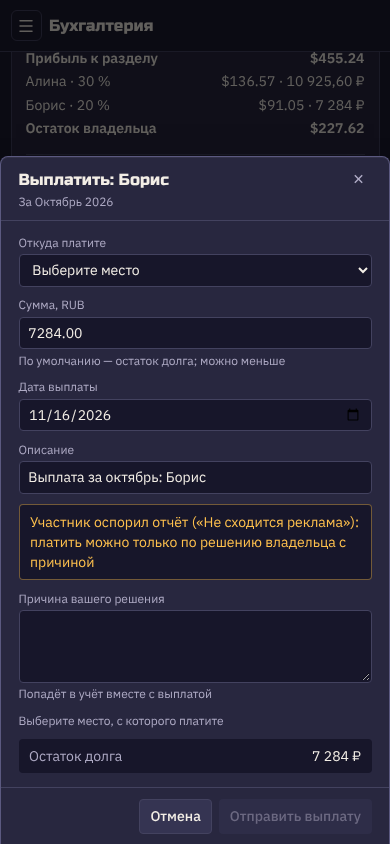 Бухгалтерия
Прибыль к разделу $455.24
Алина · 30 % $136.57 · 10 925,60 ₽
Борис · 20 % $91.05 · 7 284 ₽
Остаток владельца $227.62
Выплатить: Борис ×
За Октябрь 2026
Откуда платите
Выберите место
Сумма, RUB
7284.00
По умолчанию — остаток долга; можно меньше
Дата выплаты
11/16/2026
Описание
Выплата за октябрь: Борис
Участник оспорил отчёт («Не сходится реклама»):
платить можно только по решению владельца с
причиной
Причина вашего решения
Попадёт в учёт вместе с выплатой
Выберите место, с которого платите
Остаток долга 7 284 ₽
Отмена Отправить выплату